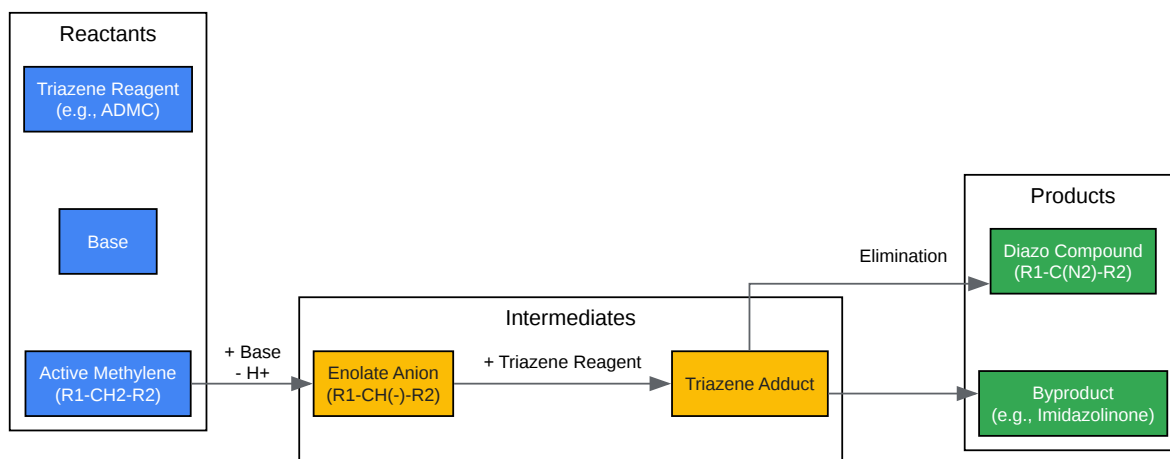 Reactants
Triazene Reagent
(e.g., ADMC)
Base
Active Methylene
(R1-CH2-R2)
+ Base
- H+
Intermediates
Enolate Anion
(R1-CH(-)-R2)
+ Triazene Reagent
Triazene Adduct
Elimination
Products
Diazo Compound
(R1-C(N2)-R2)
Byproduct
(e.g., Imidazolinone)